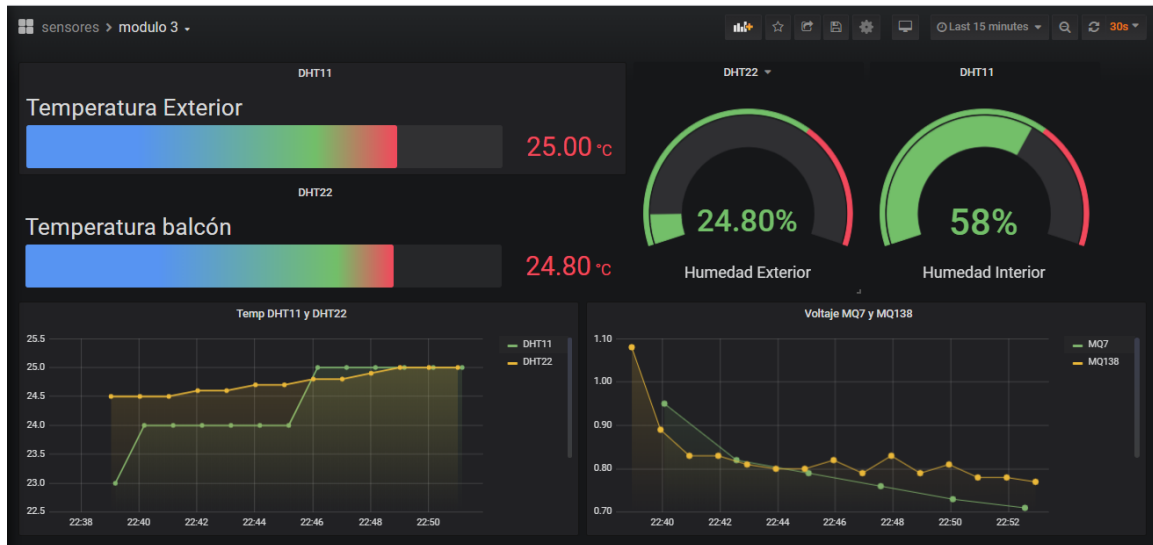 sensores > modulo 3
Last 15 minutes
30s
DHT11
Temperatura Exterior
25.00 °C
DHT22
Temperatura balcón
24.80 °C
DHT22
24.80%
Humedad Exterior
DHT11
58%
Humedad Interior
Temp DHT11 y DHT22
25.5
25.0
24.5
24.0
23.5
23.0
22.5
22:38 22:40 22:42 22:44 22:46 22:48 22:50
DHT11
DHT22
Voltaje MQ7 y MQ138
1.10
1.00
0.90
0.80
0.70
22:40 22:42 22:44 22:46 22:48 22:50 22:52
MQ7
MQ138